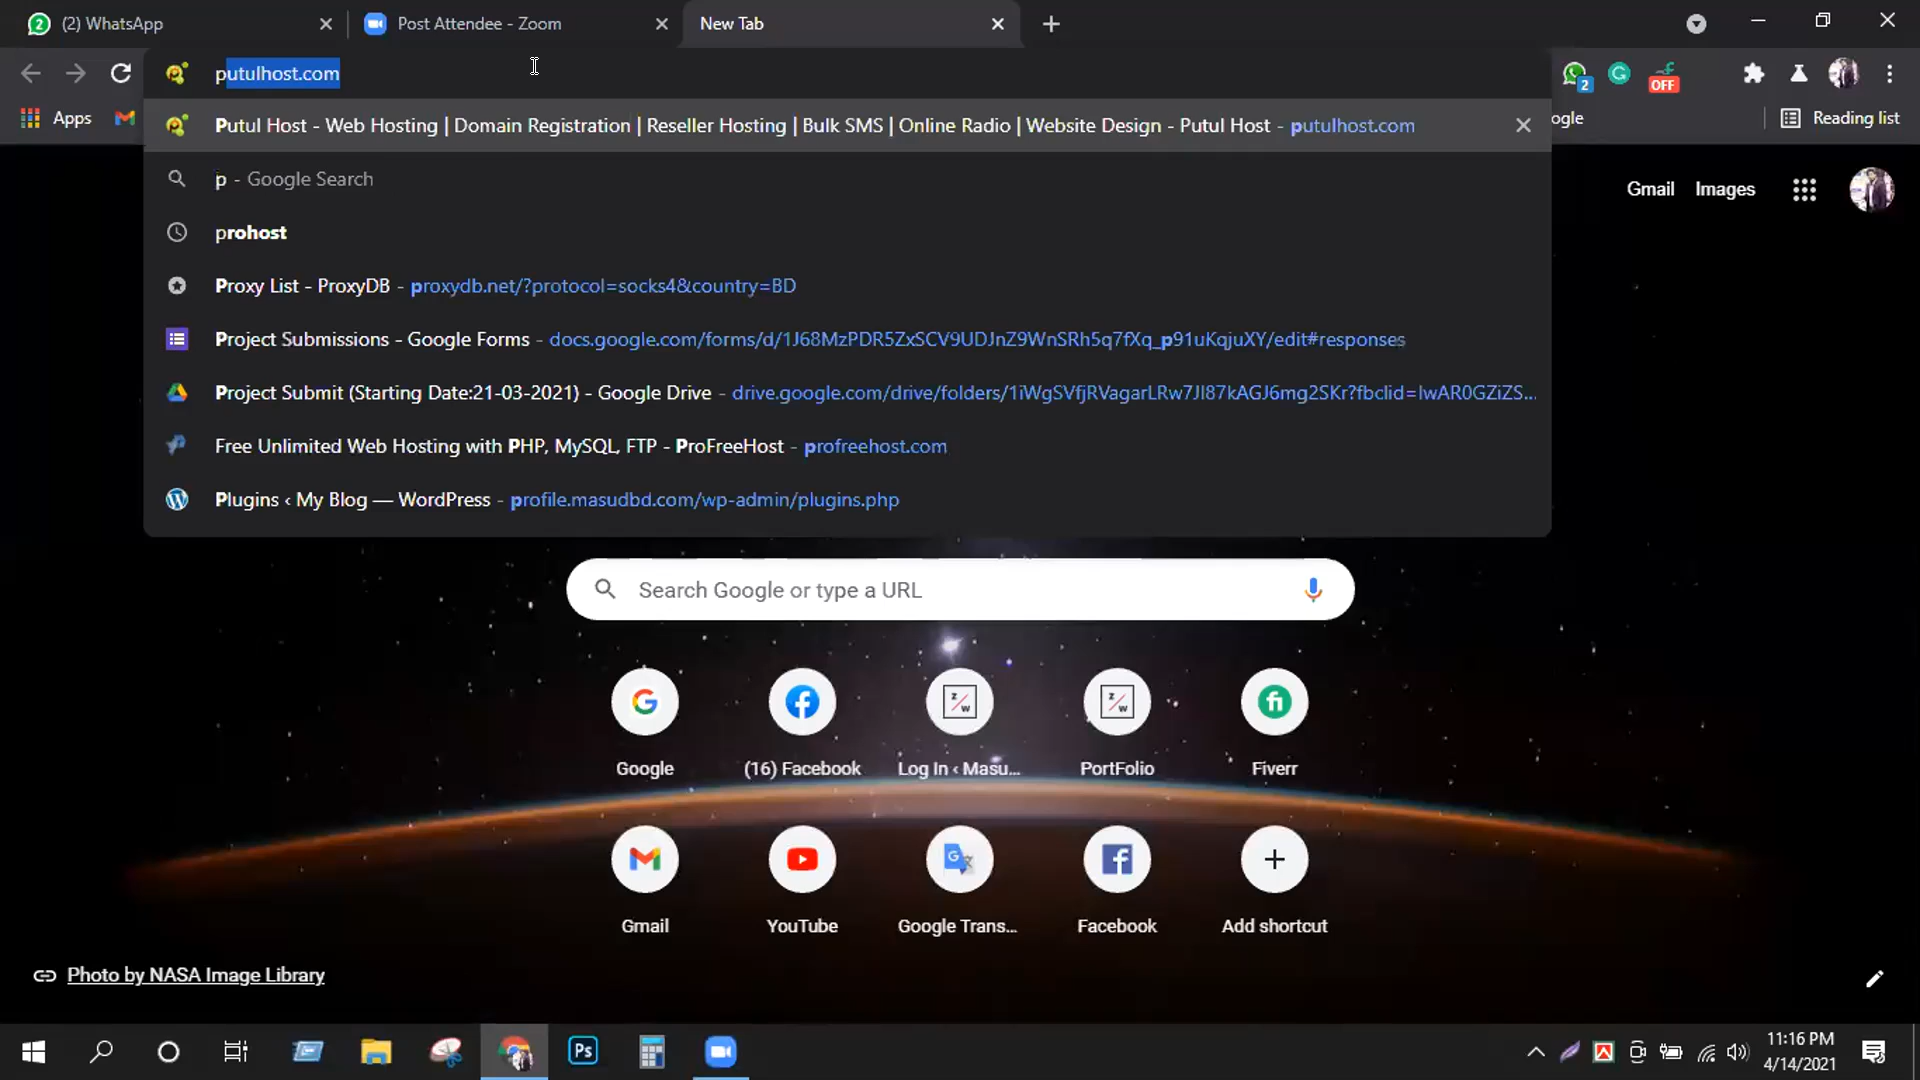 (2) WhatsApp
Post Attendee - Zoom
New Tab
putulhost.com
Putul Host - Web Hosting | Domain Registration | Reseller Hosting | Bulk SMS | Online Radio | Website Design - Putul Host - putulhost.com
p - Google Search
prohost
Proxy List - ProxyDB - proxydb.net/?protocol=socks4&country=BD
Project Submissions - Google Forms - docs.google.com/forms/d/1J68MzPDR5ZxSCV9UDJnZ9WnSRh5q7fXq_p91uKqjuXY/edit#responses
Project Submit (Starting Date:21-03-2021) - Google Drive - drive.google.com/drive/folders/1iWgSVfjRVagarLRw7JI87kAGJ6mg2SKr?fbclid=IwAR0GZiZS...
Free Unlimited Web Hosting with PHP, MySQL, FTP - ProFreeHost - profreehost.com
Plugins ‹ My Blog — WordPress - profile.masudbd.com/wp-admin/plugins.php
2
OFF
Apps
ogle
Reading list
Gmail
Images
Search Google or type a URL
Google
(16) Facebook
Log In ‹ Masu...
PortFolio
Fiverr
Gmail
YouTube
Google Trans...
Facebook
Add shortcut
Photo by NASA Image Library
Ps
11:16 PM
4/14/2021